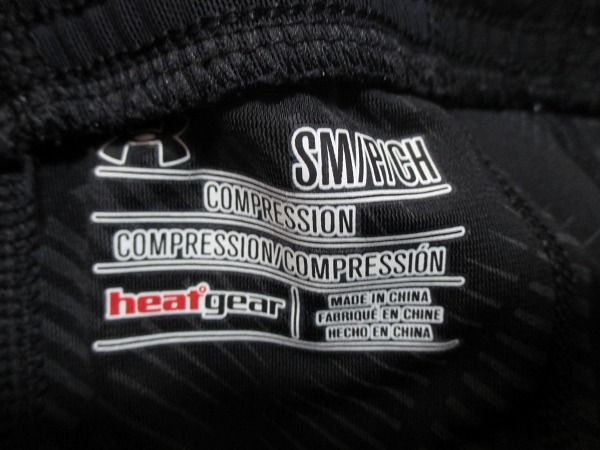 SM/P/CH
COMPRESSION
COMPRESSION/COMPRESSIÓN
heatgear
MADE IN CHINA
FABRIQUÉ EN CHINE
HECHO EN CHINA